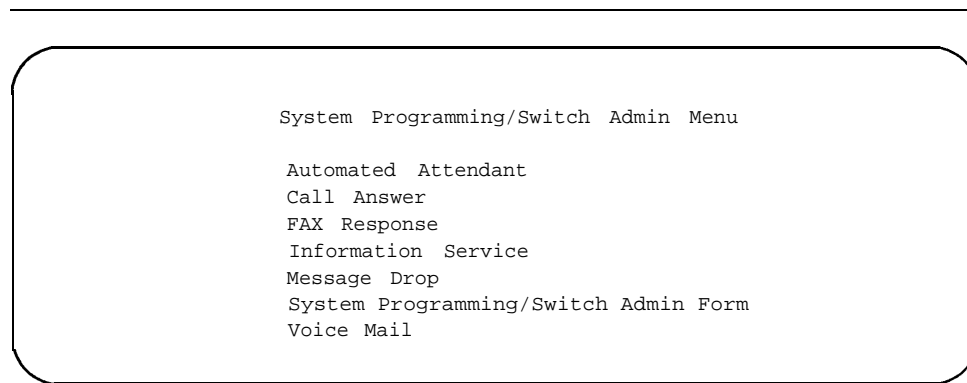 System Programming/Switch Admin Menu
Automated Attendant
Call Answer
FAX Response
Information Service
Message Drop
System Programming/Switch Admin Form
Voice Mail